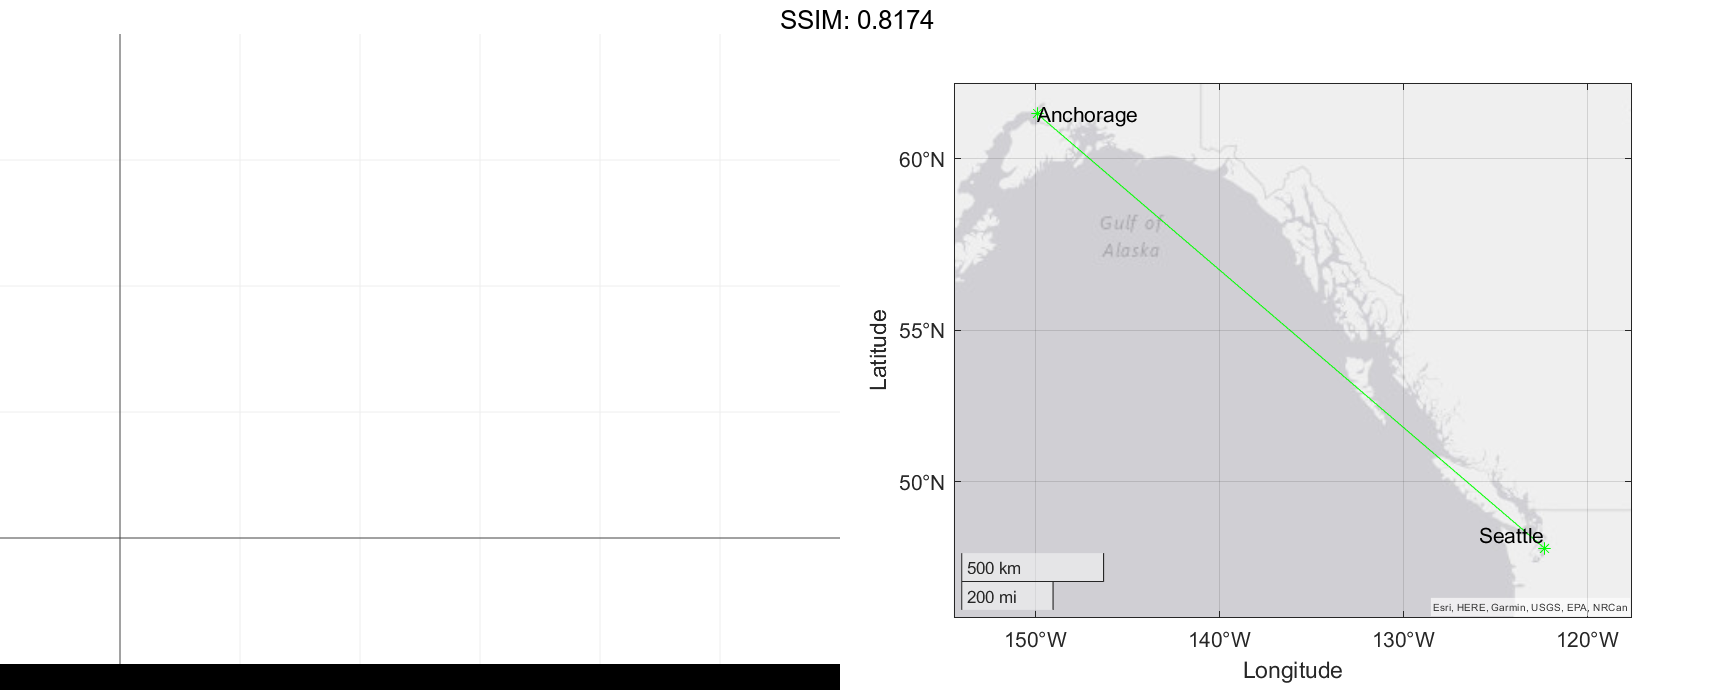 SSIM: 0.8174
Anchorage
60°N
Gulf of
Alaska
55°N
Latitude
50°N
Seattle
500 km
200 mi
Esri, HERE, Garmin, USGS, EPA, NRCan
150°W 140°W 130°W 120°W
Longitude